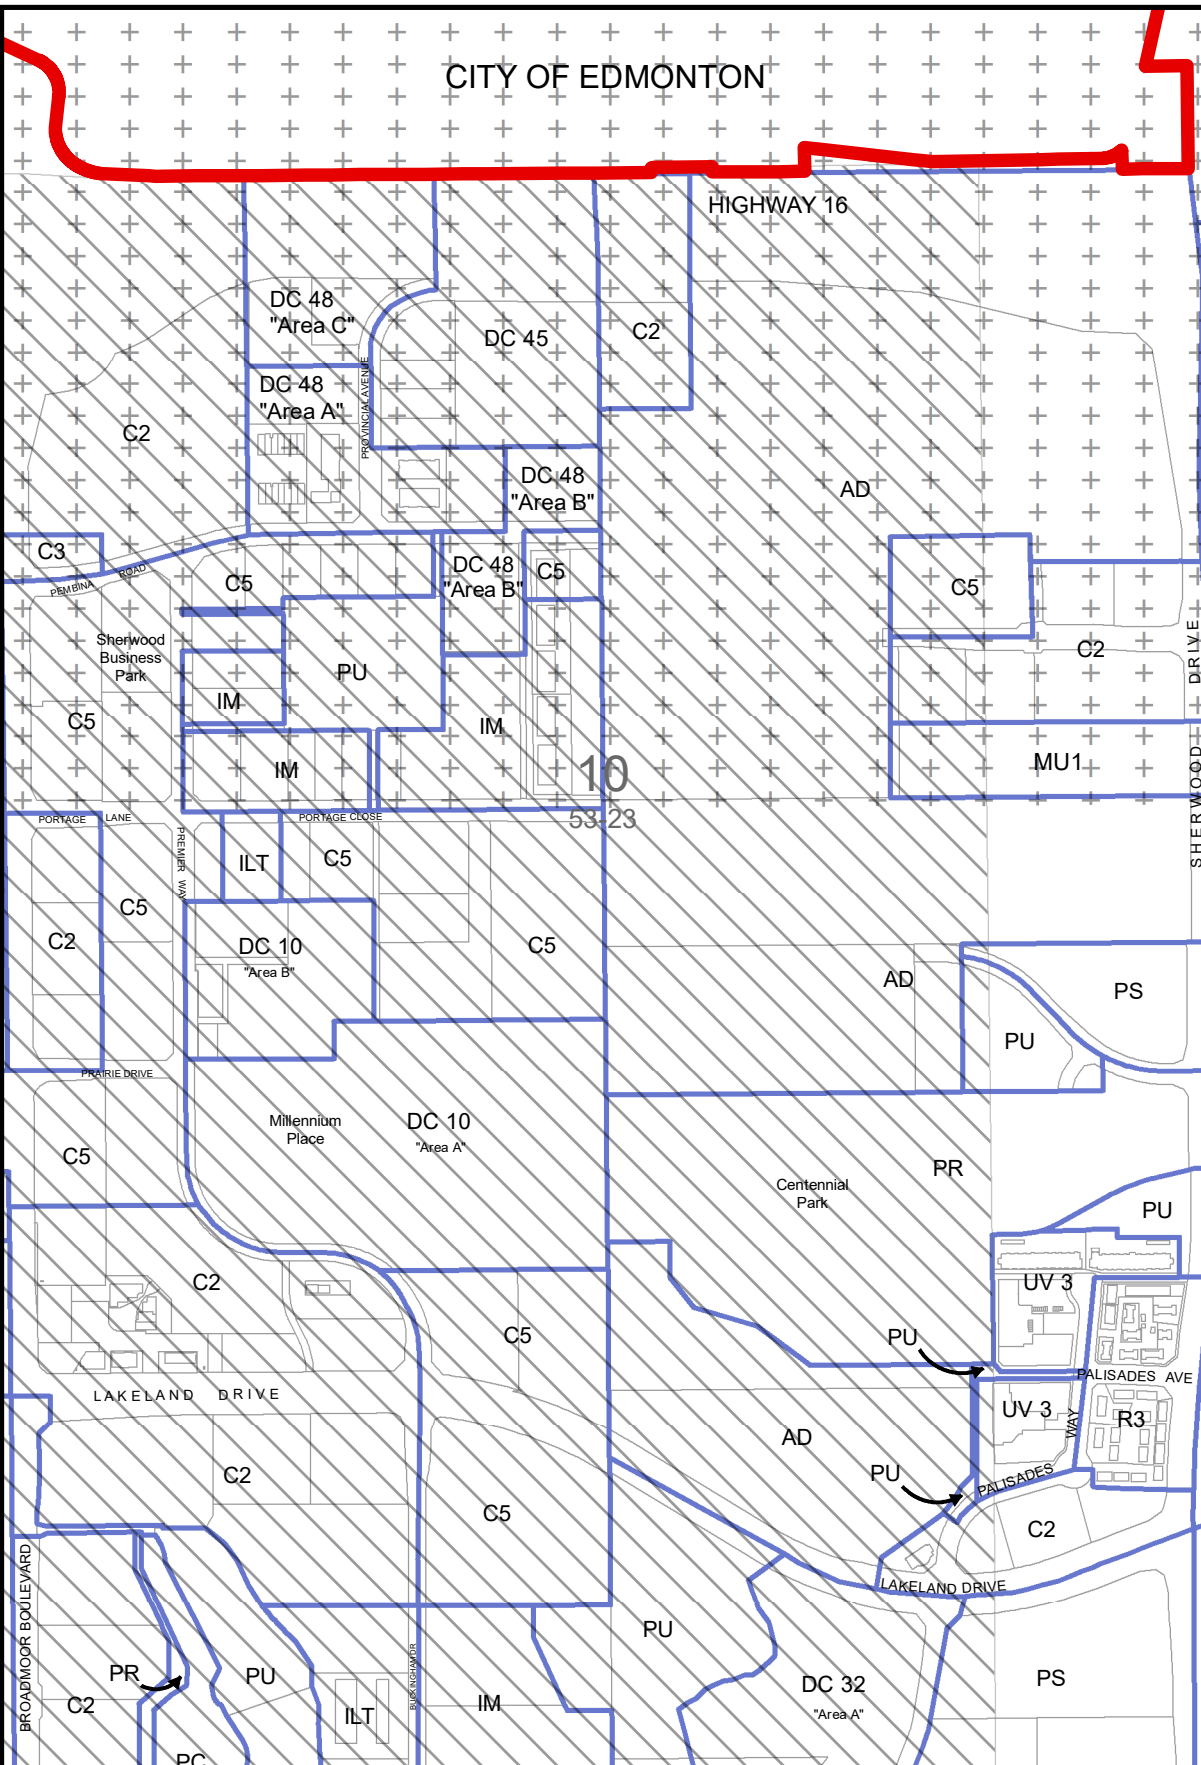 CITY OF EDMONTON
HIGHWAY 16
DC 48
"Area C"
DC 45
C2
PROVINCIAL AVENUE
DC 48
"Area A"
C2
DC 48
"Area B"
AD
C3
PEMBINA ROAD
C5
DC 48
"Area B"
C5
C5
Sherwood
Business
Park
C2
SHERWOOD DRIVE
PU
IM
C5
IM
IM
MU1
10
53-23
PORTAGE LANE
PORTAGE CLOSE
PREMIER WAY
ILT
C5
C5
C2
DC 10
"Area B"
C5
AD
PS
PU
PRAIRIE DRIVE
Millennium
Place
DC 10
"Area A"
C5
PR
Centennial
Park
PU
C2
UV 3
C5
PU
PALISADES AVE
LAKELAND DRIVE
UV 3
WAY
R3
AD
C2
PU
PALISADES
C5
C2
LAKELAND DRIVE
BROADMOOR BOULEVARD
PU
PR
PU
BUCKINGHAM DR
DC 32
"Area A"
PS
C2
ILT
IM
PC